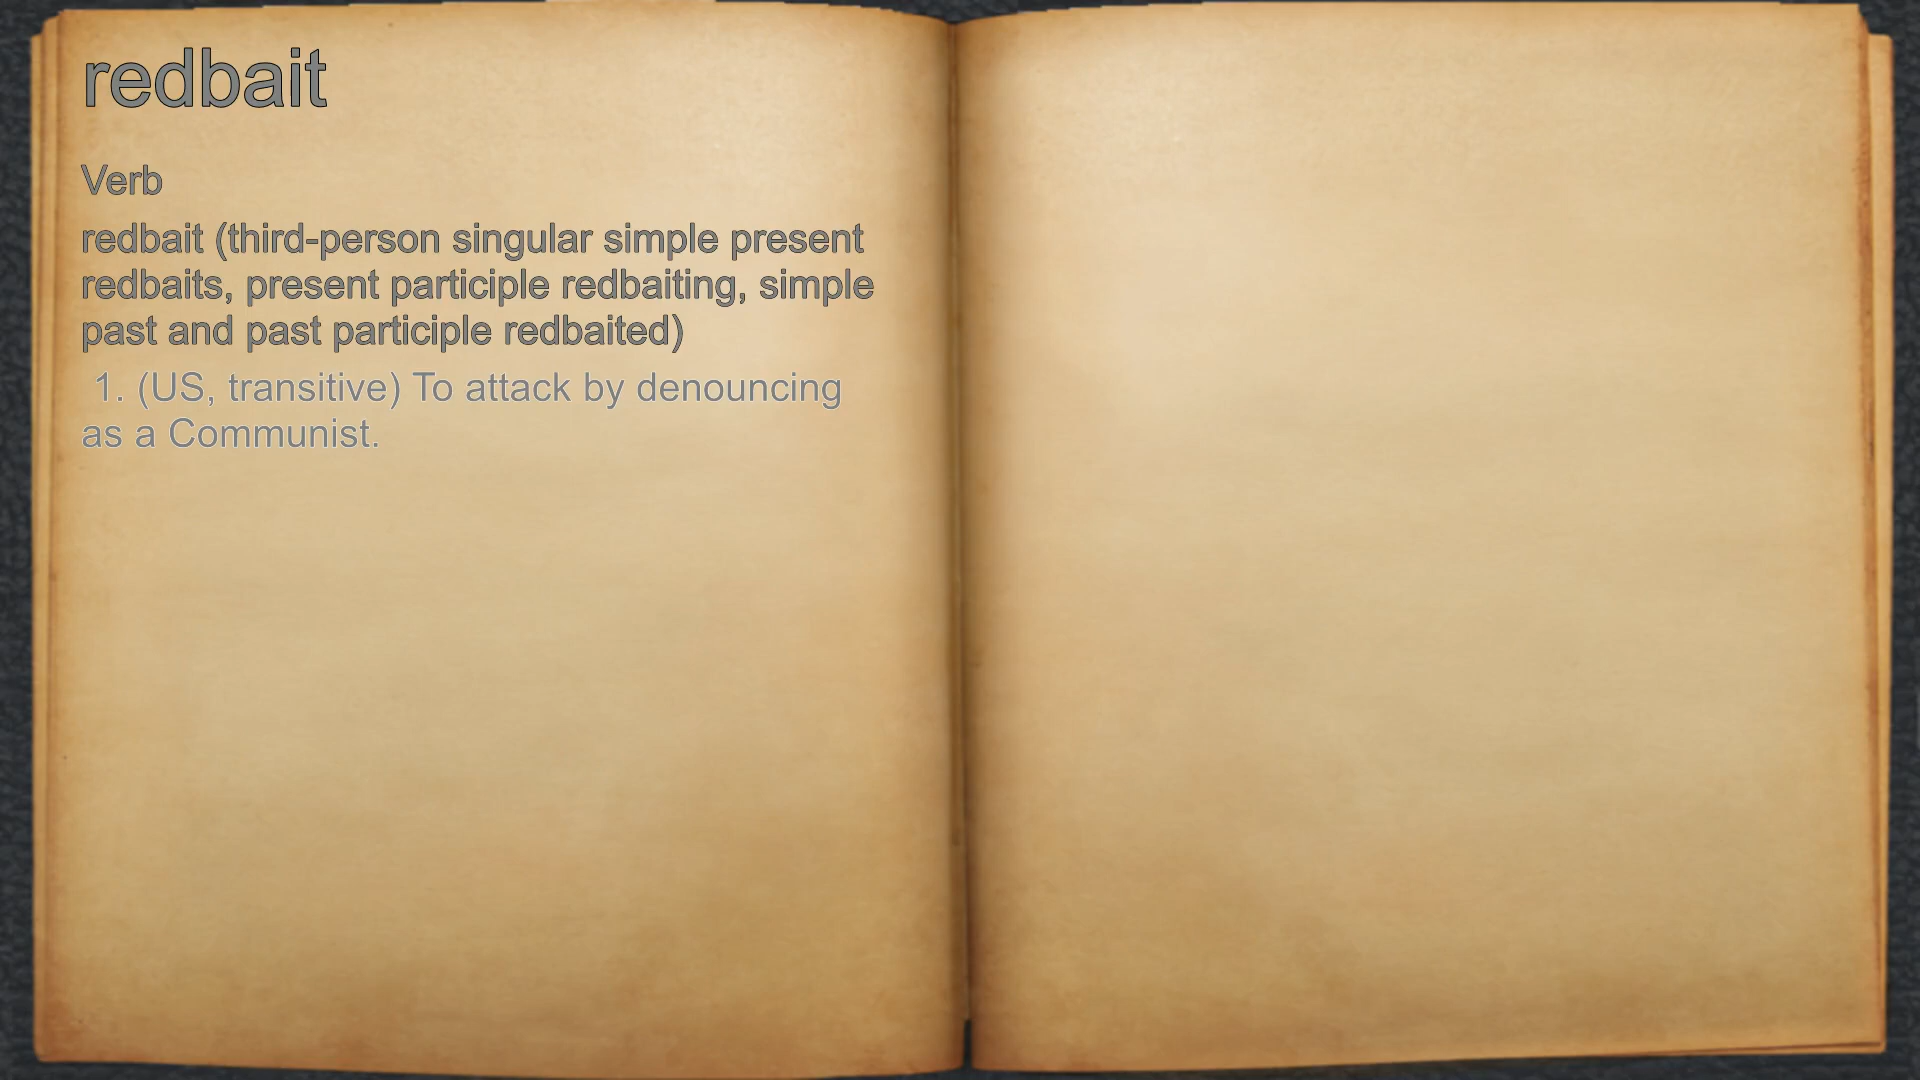 redbait
Verb
redbait (third-person singular simple present
redbaits, present participle redbaiting, simple
past and past participle redbaited)
1. (US, transitive) To attack by denouncing
as a Communist.